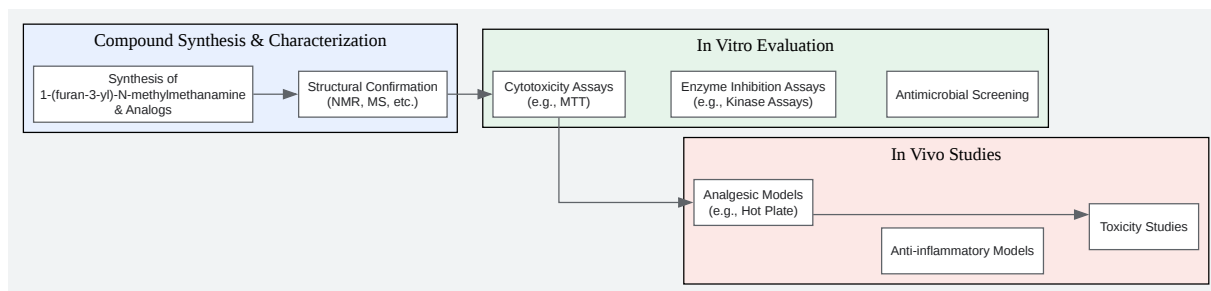 Compound Synthesis & Characterization
Synthesis of
1-(furan-3-yl)-N-methylmethanamine
& Analogs
Structural Confirmation
(NMR, MS, etc.)
In Vitro Evaluation
Cytotoxicity Assays
(e.g., MTT)
Enzyme Inhibition Assays
(e.g., Kinase Assays)
Antimicrobial Screening
In Vivo Studies
Analgesic Models
(e.g., Hot Plate)
Anti-inflammatory Models
Toxicity Studies